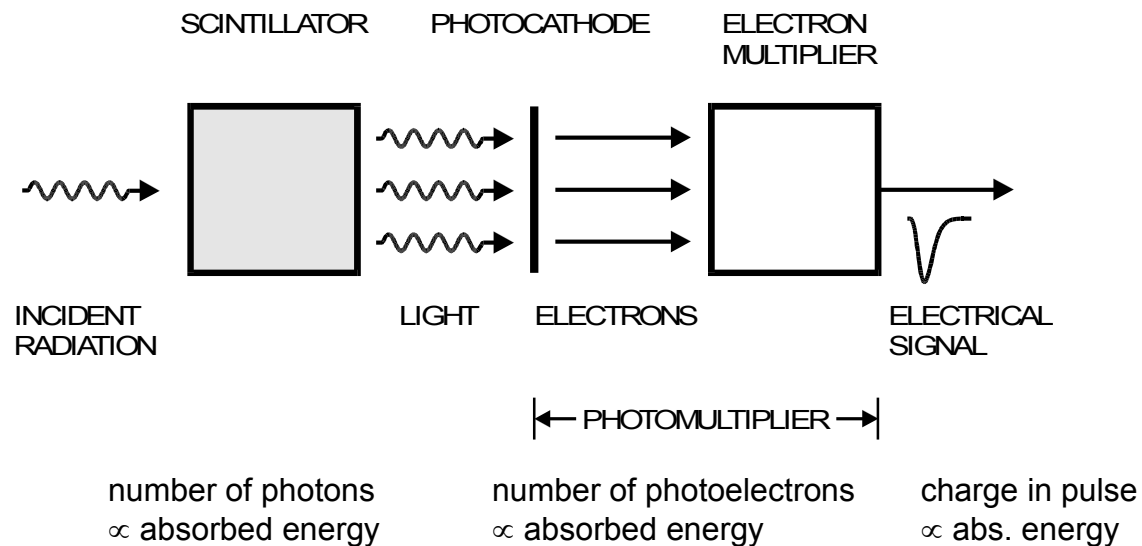 SCINTILLATOR
PHOTOCATHODE
ELECTRON
MULTIPLIER
INCIDENT
RADIATION
LIGHT
ELECTRONS
ELECTRICAL
SIGNAL
PHOTOMULTIPLIER
number of photons
∝ absorbed energy
number of photoelectrons
∝ absorbed energy
charge in pulse
∝ abs. energy